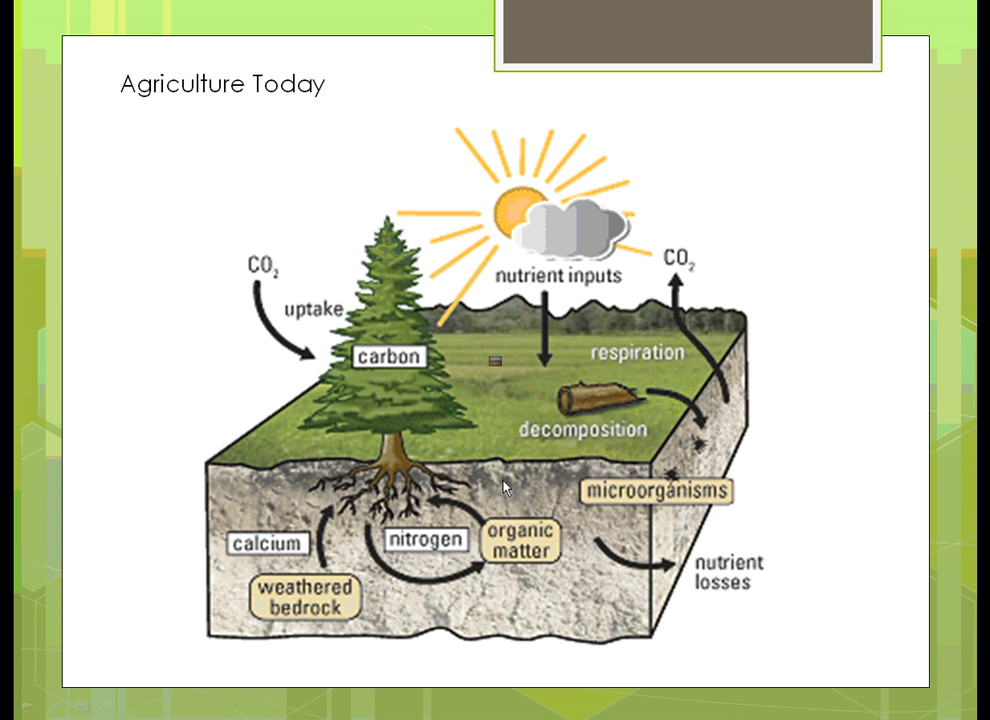 Agriculture Today
CO₂
uptake
carbon
nutrient inputs
CO₂
respiration
decomposition
microorganisms
calcium
nitrogen
organic
matter
weathered
bedrock
nutrient
losses